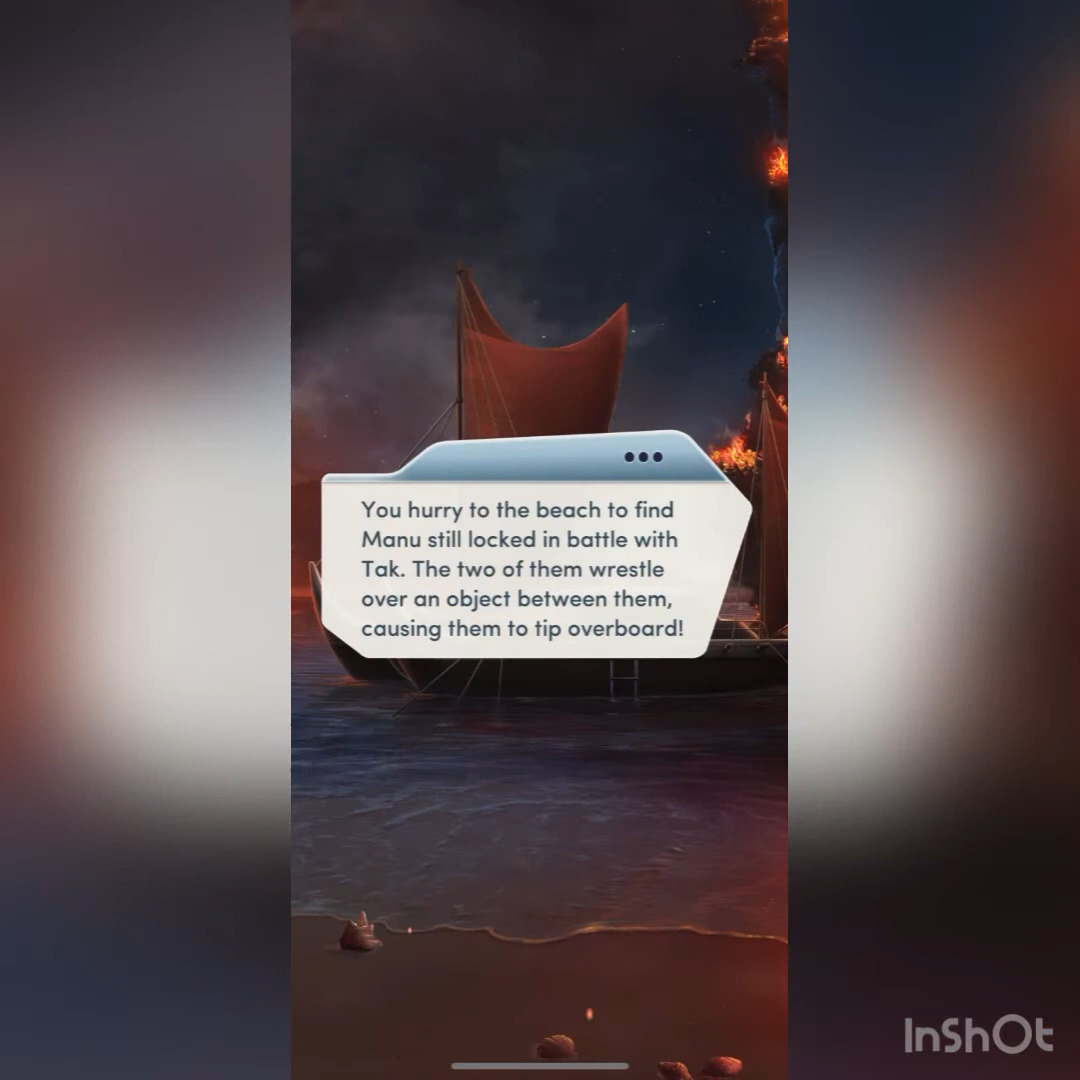 You hurry to the beach to find
Manu still locked in battle with
Tak. The two of them wrestle
over an object between them,
causing them to tip overboard!
InShOt